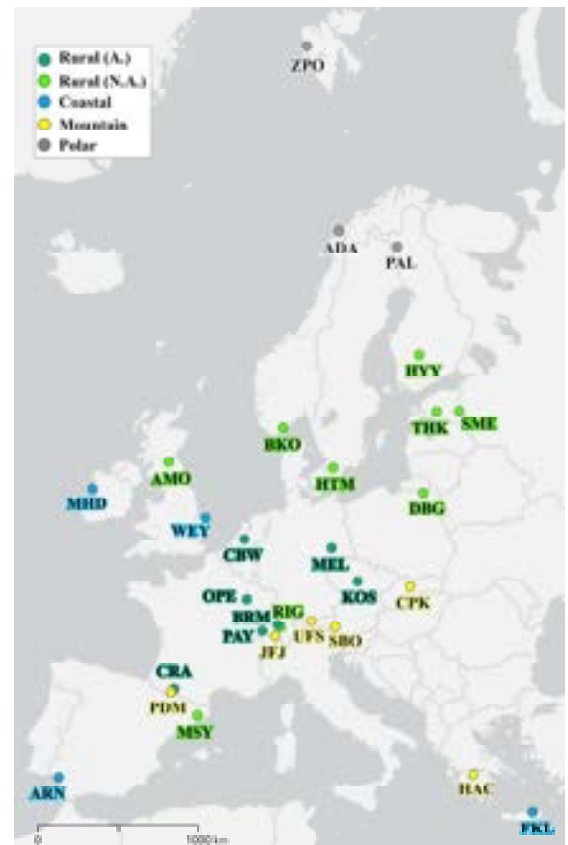 Rural (A.)
Rural (N.A.)
Coastal
Mountain
Polar
ZPO
ADA
PAL
HYY
THK
SME
BKO
HTM
AMO
MHD
WEY
DBG
CBW
MEL
OPE
KOS
CPK
BRM
RIG
PAY
UFS
SBO
JFJ
CRA
PDM
MSY
ARN
HAC
FKL
0
1000 km